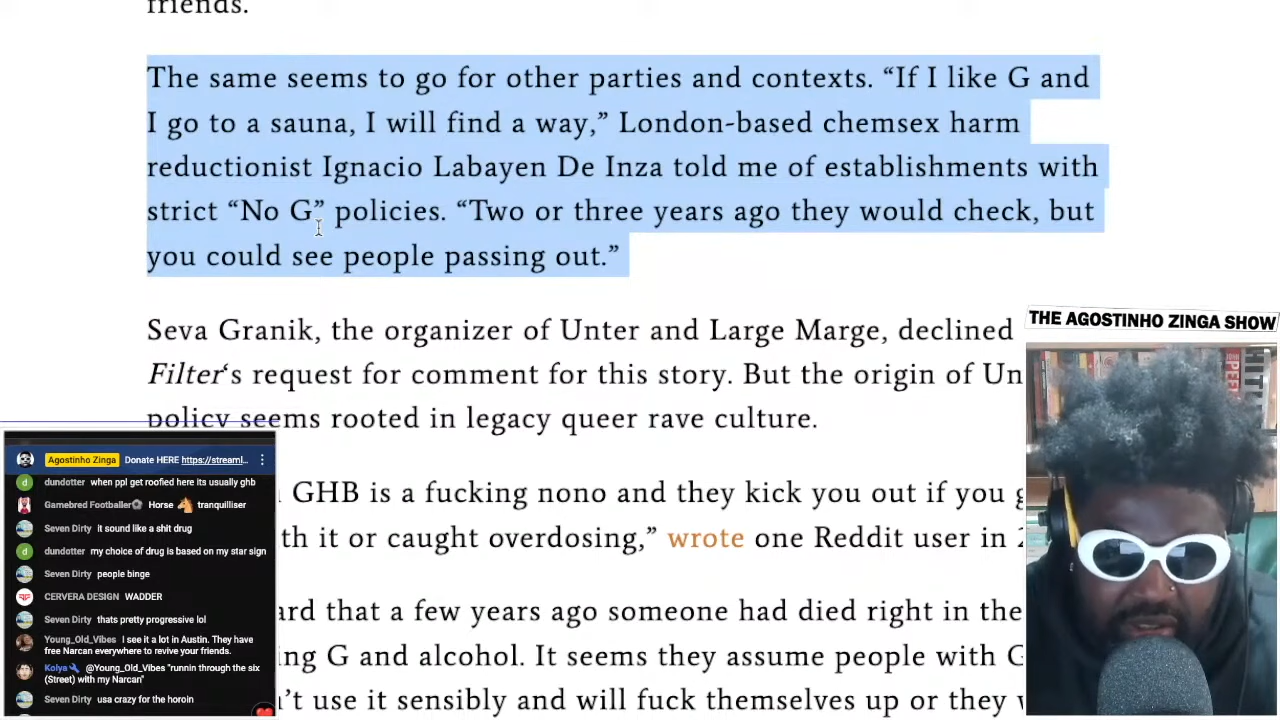 friends.
The same seems to go for other parties and contexts. “If I like G and
I go to a sauna, I will find a way,” London-based chemsex harm
reductionist Ignacio Labayen De Inza told me of establishments with
strict “No G” policies. “Two or three years ago they would check, but
you could see people passing out.”
Seva Granik, the organizer of Unter and Large Marge, declined
Filter‘s request for comment for this story. But the origin of Un
policy seems rooted in legacy queer rave culture.
GHB is a fucking nono and they kick you out if you g
th it or caught overdosing,” wrote one Reddit user in 2
ard that a few years ago someone had died right in the
ing G and alcohol. It seems they assume people with G
’t use it sensibly and will fuck themselves up or they w
THE AGOSTINHO ZINGA SHOW
Agostinho Zinga Donate HERE https://streaml...
dundotter when ppl get roofied here its usually ghb
Gamebred Footballer⚽ Horse 🐴 tranquilliser
Seven Dirty it sound like a shit drug
dundotter my choice of drug is based on my star sign
Seven Dirty people binge
CERVERA DESIGN WADDER
Seven Dirty thats pretty progressive lol
Young_Old_Vibes I see it a lot in Austin. They have
free Narcan everywhere to revive your friends.
Kolya🔧 @Young_Old_Vibes "runnin through the six
(Street) with my Narcan"
Seven Dirty usa crazy for the horoin